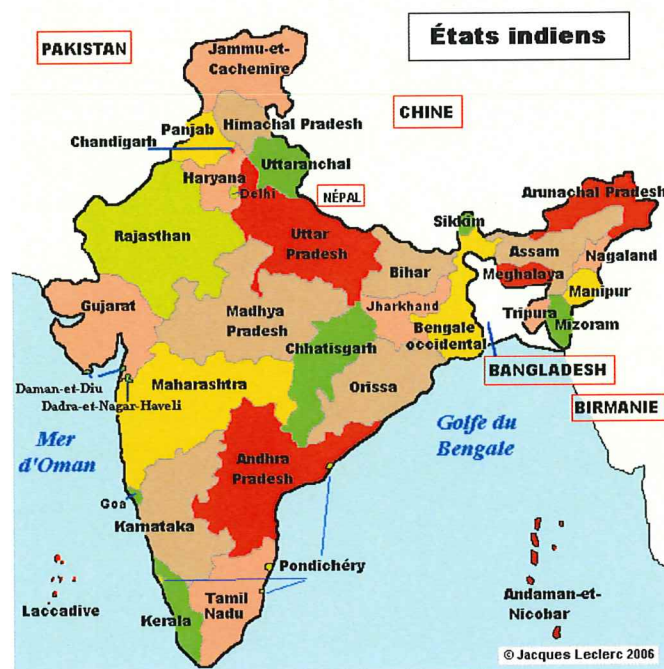 États indiens
PAKISTAN
Jammu-et-
Cachemire
CHINE
Panjab
Himachal Pradesh
Chandigarh
Uttaranchal
Haryana
Delhi
NÉPAL
Arunachal Pradesh
Sikkim
Rajasthan
Uttar
Pradesh
Assam
Nagaland
Bihar
Meghalaya
Manipur
Gujarat
Madhya
Pradesh
Jharkhand
Tripura
Mizoram
Bengale
occidental
Chhatisgarh
BANGLADESH
Daman-et-Diu
Maharashtra
Orissa
Dadra-et-Nagar-Haveli
BIRMANIE
Mer
d'Oman
Golfe du
Bengale
Andhra
Pradesh
Goa
Karnataka
Pondichéry
Laccadive
Tamil
Nadu
Kerala
Andaman-et-
Nicobar
© Jacques Leclerc 2006